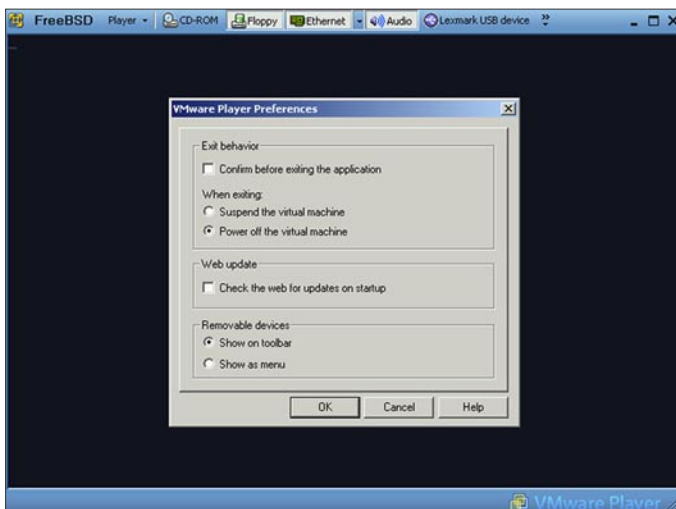 FreeBSD Player CD-ROM Floppy Ethernet Audio Lexmark USB device
VMware Player Preferences
Exit behavior
Confirm before exiting the application
When exiting:
Suspend the virtual machine
Power off the virtual machine
Web update
Check the web for updates on startup
Removable devices
Show on toolbar
Show as menu
OK Cancel Help
VMware Player